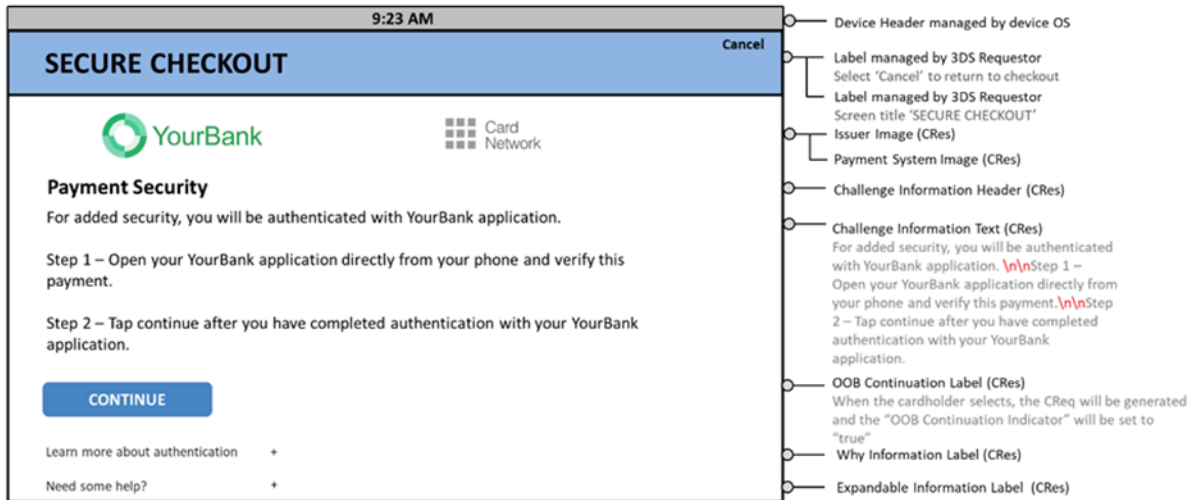 9:23 AM
Cancel
SECURE CHECKOUT
YourBank
Card
Network
Payment Security
For added security, you will be authenticated with YourBank application.
Step 1 – Open your YourBank application directly from your phone and verify this
payment.
Step 2 – Tap continue after you have completed authentication with your YourBank
application.
CONTINUE
Learn more about authentication +
Need some help? +
Device Header managed by device OS
Label managed by 3DS Requestor
Select ‘Cancel’ to return to checkout
Label managed by 3DS Requestor
Screen title ‘SECURE CHECKOUT’
Issuer Image (CRes)
Payment System Image (CRes)
Challenge Information Header (CRes)
Challenge Information Text (CRes)
For added security, you will be authenticated
with YourBank application. \n\nStep 1 –
Open your YourBank application directly from
your phone and verify this payment.\n\nStep
2 – Tap continue after you have completed
authentication with your YourBank
application.
OOB Continuation Label (CRes)
When the cardholder selects, the CReq will be generated
and the “OOB Continuation Indicator” will be set to
“true”
Why Information Label (CRes)
Expandable Information Label (CRes)